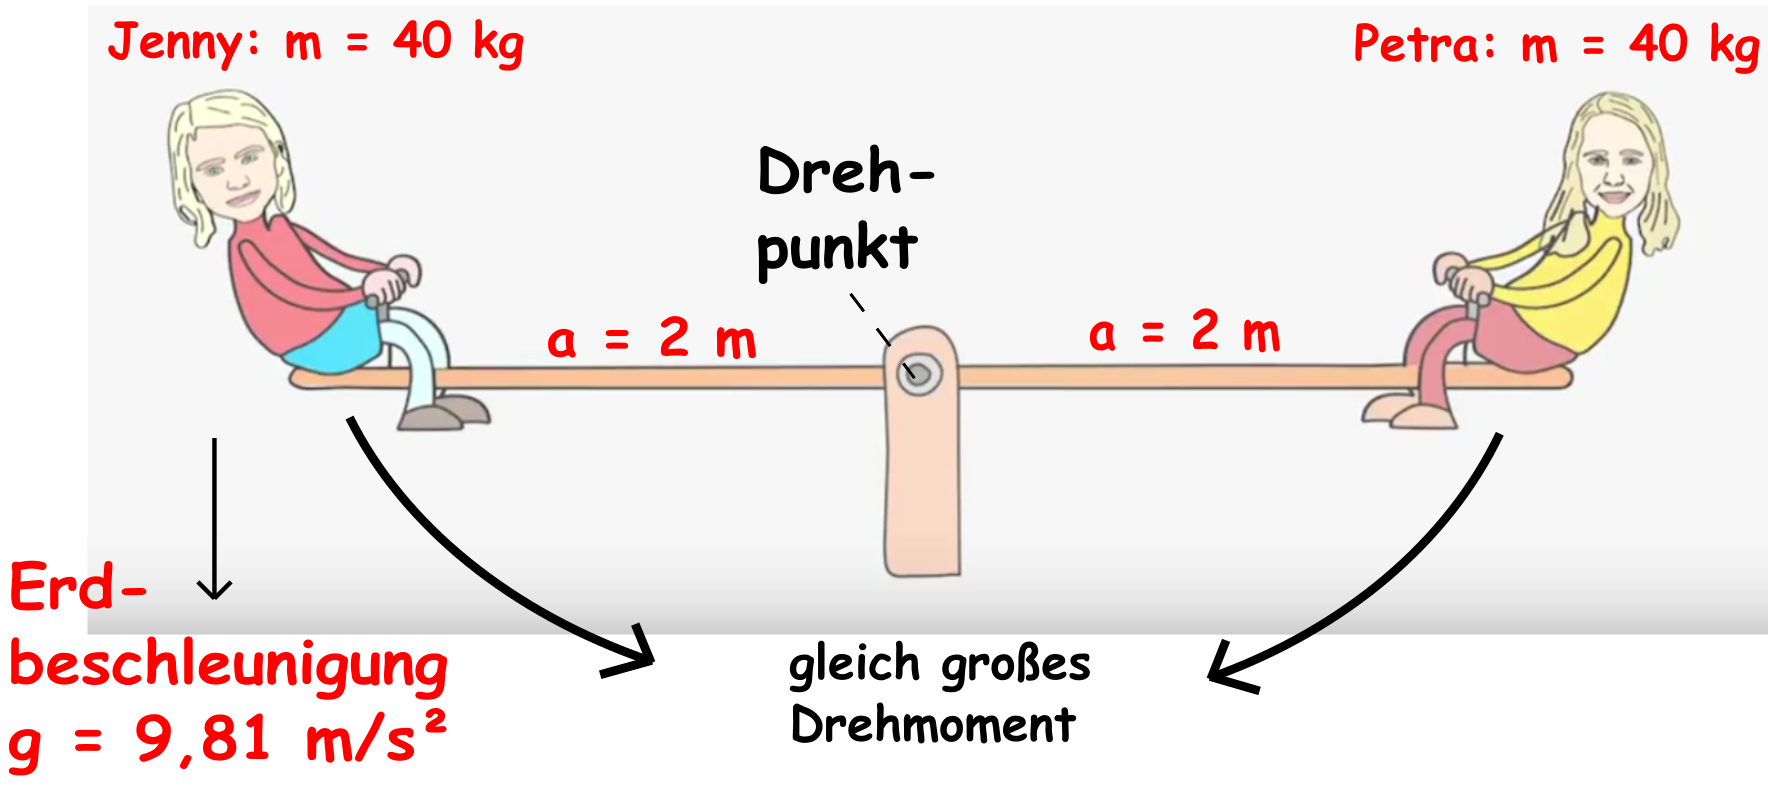 Jenny: m = 40 kg
Petra: m = 40 kg
Dreh-
punkt
a = 2 m
a = 2 m
Erd-
beschleunigung
g = 9,81 m/s²
gleich großes
Drehmoment